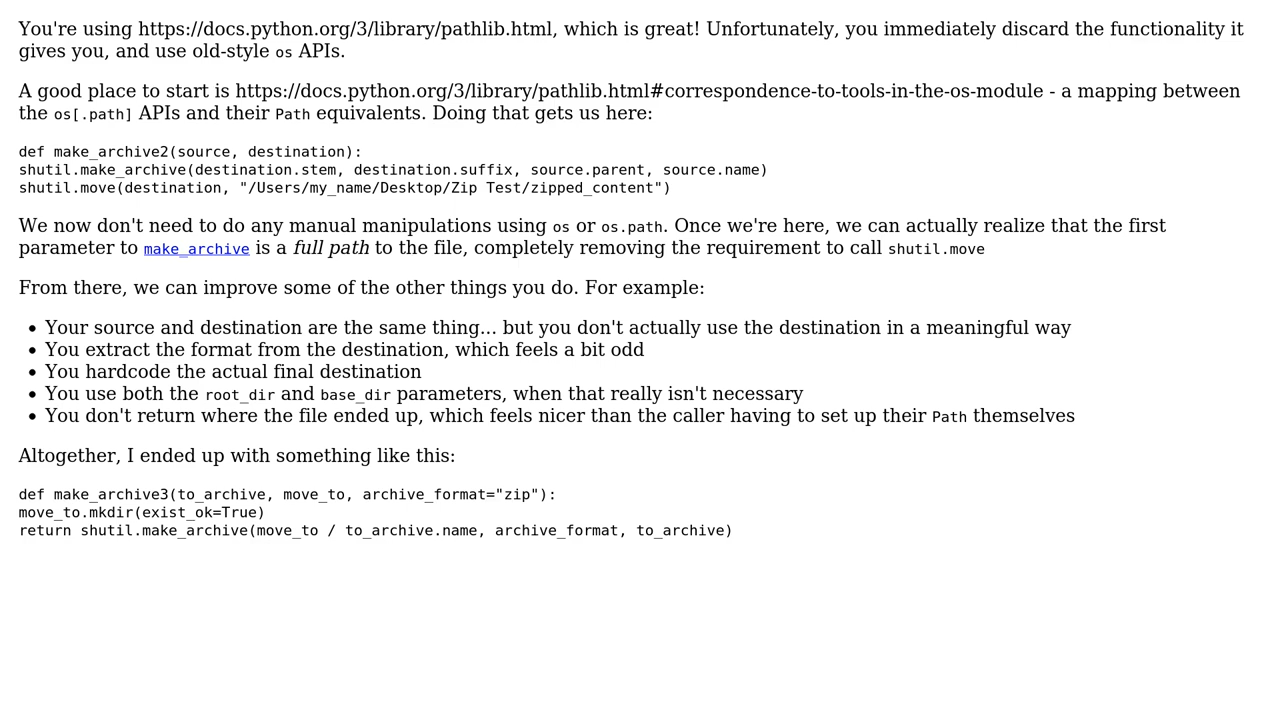 You're using https://docs.python.org/3/library/pathlib.html, which is great! Unfortunately, you immediately discard the functionality it
gives you, and use old-style os APIs.
A good place to start is https://docs.python.org/3/library/pathlib.html#correspondence-to-tools-in-the-os-module - a mapping between
the os[.path] APIs and their Path equivalents. Doing that gets us here:
def make_archive2(source, destination):
shutil.make_archive(destination.stem, destination.suffix, source.parent, source.name)
shutil.move(destination, "/Users/my_name/Desktop/Zip Test/zipped_content")
We now don't need to do any manual manipulations using os or os.path. Once we're here, we can actually realize that the first
parameter to make_archive is a full path to the file, completely removing the requirement to call shutil.move
From there, we can improve some of the other things you do. For example:
• Your source and destination are the same thing... but you don't actually use the destination in a meaningful way
• You extract the format from the destination, which feels a bit odd
• You hardcode the actual final destination
• You use both the root_dir and base_dir parameters, when that really isn't necessary
• You don't return where the file ended up, which feels nicer than the caller having to set up their Path themselves
Altogether, I ended up with something like this:
def make_archive3(to_archive, move_to, archive_format="zip"):
move_to.mkdir(exist_ok=True)
return shutil.make_archive(move_to / to_archive.name, archive_format, to_archive)